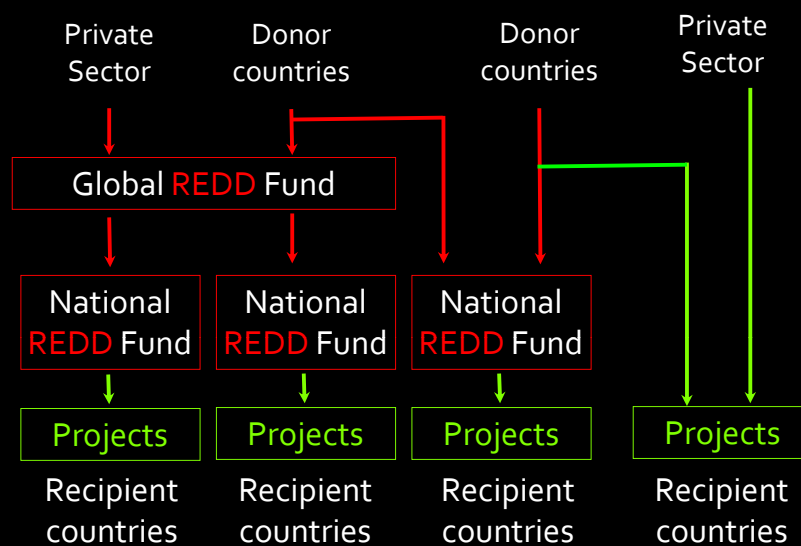 Private
Sector
Donor
countries
Donor
countries
Private
Sector
Global REDD Fund
National
REDD Fund
National
REDD Fund
National
REDD Fund
Projects
Projects
Projects
Projects
Recipient
countries
Recipient
countries
Recipient
countries
Recipient
countries